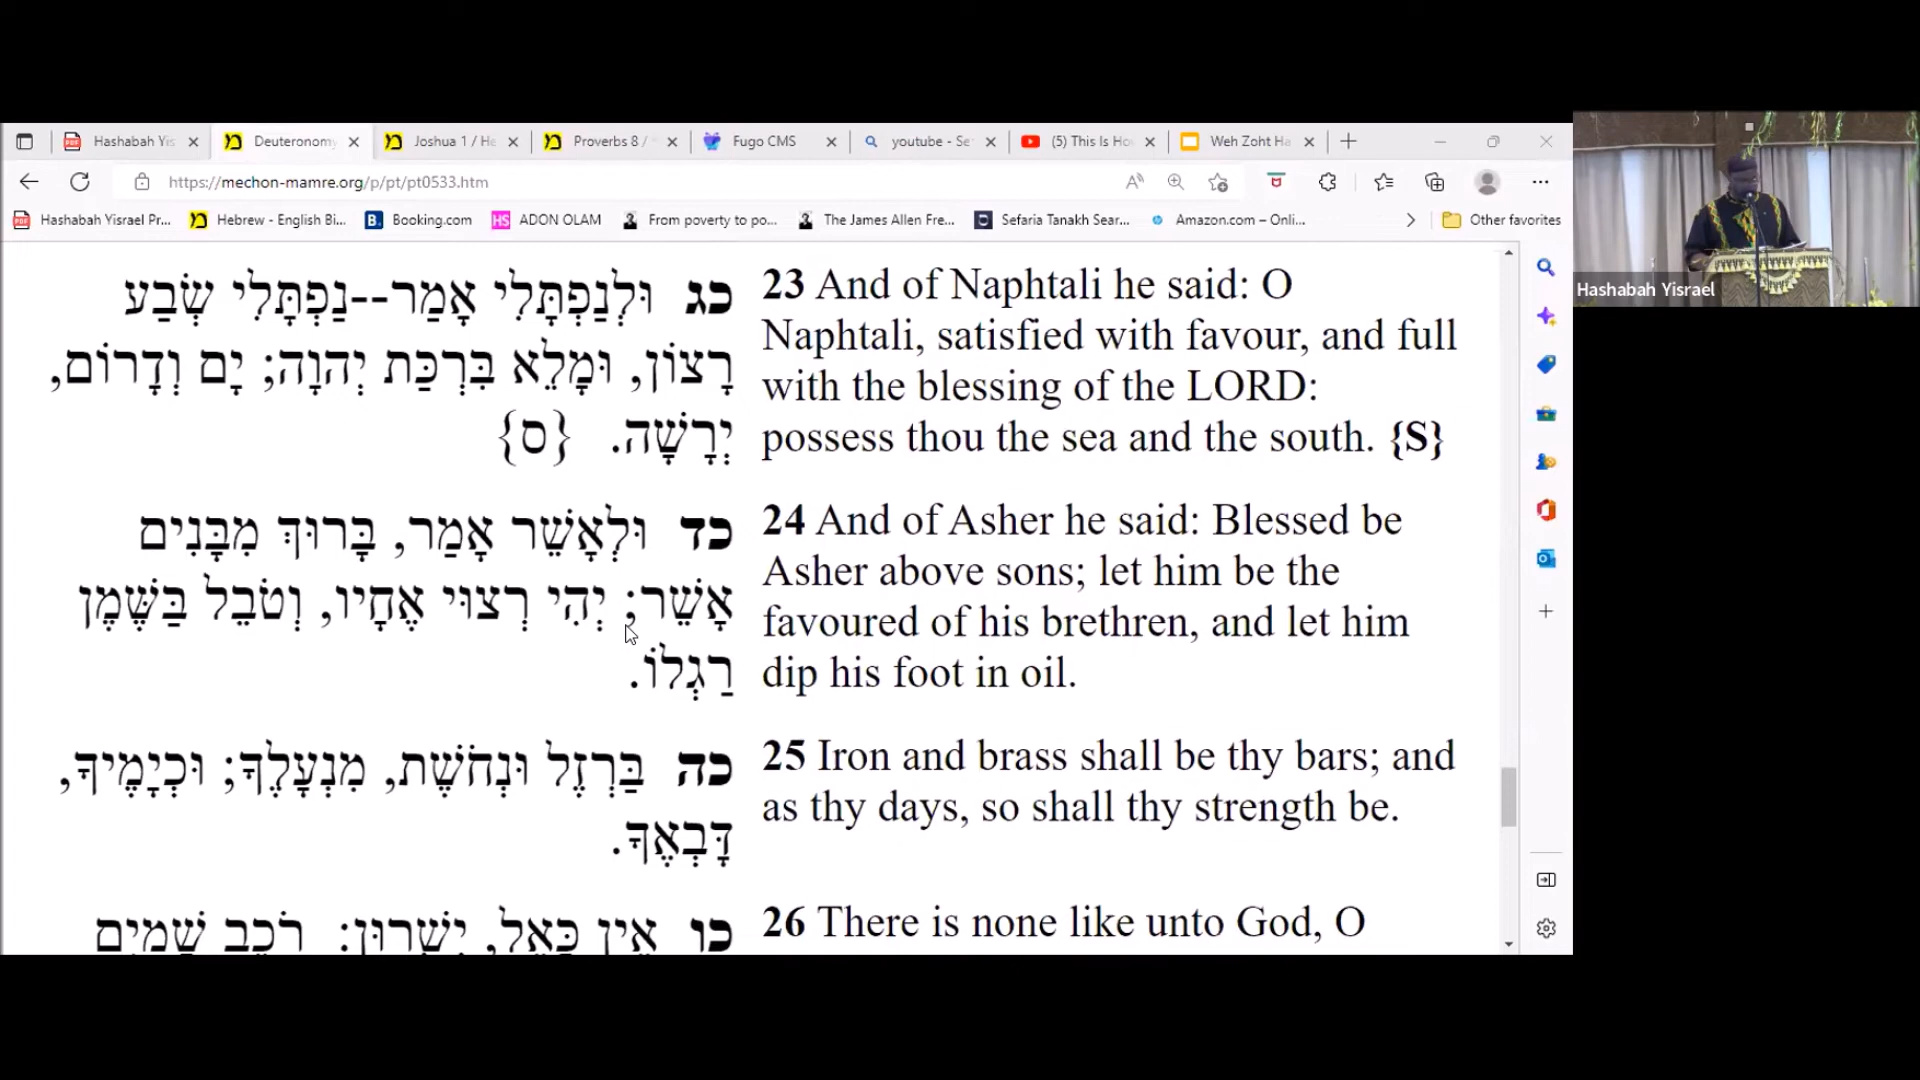 Hashabah Yis
Deuteronomy
Joshua 1 / He
Proverbs 8 /
Fugo CMS
youtube - Se
(5) This Is Ho
Weh Zoht Ha
https://mechon-mamre.org/p/pt/pt0533.htm
Hashabah Yisrael Pr...
Hebrew - English Bi...
Booking.com
ADON OLAM
From poverty to po...
The James Allen Fre...
Sefaria Tanakh Sear...
Amazon.com – Onli...
Other favorites
כג וּלְנַפְתָּלִי אָמַר--נַפְתָּלִי שְׂבַע
רָצוֹן, וּמָלֵא בִּרְכַּת יְהוָה; יָם וְדָרוֹם,
יְרָשָׁה. {ס}
23 And of Naphtali he said: O
Naphtali, satisfied with favour, and full
with the blessing of the LORD:
possess thou the sea and the south. {S}
כד וּלְאָשֵׁר אָמַר, בָּרוּךְ מִבָּנִים
אָשֵׁר; יְהִי רְצוּי אֶחָיו, וְטֹבֵל בַּשֶּׁמֶן
רַגְלוֹ.
24 And of Asher he said: Blessed be
Asher above sons; let him be the
favoured of his brethren, and let him
dip his foot in oil.
כה בַּרְזֶל וּנְחֹשֶׁת, מִנְעָלֶךָ; וּכְיָמֶיךָ,
דָּבְאֶךָ.
25 Iron and brass shall be thy bars; and
as thy days, so shall thy strength be.
כו אֵין כָּאֵל, יְשֻׁרוּן: רֹכֵב שָׁמַיִם
26 There is none like unto God, O
Hashabah Yisrael